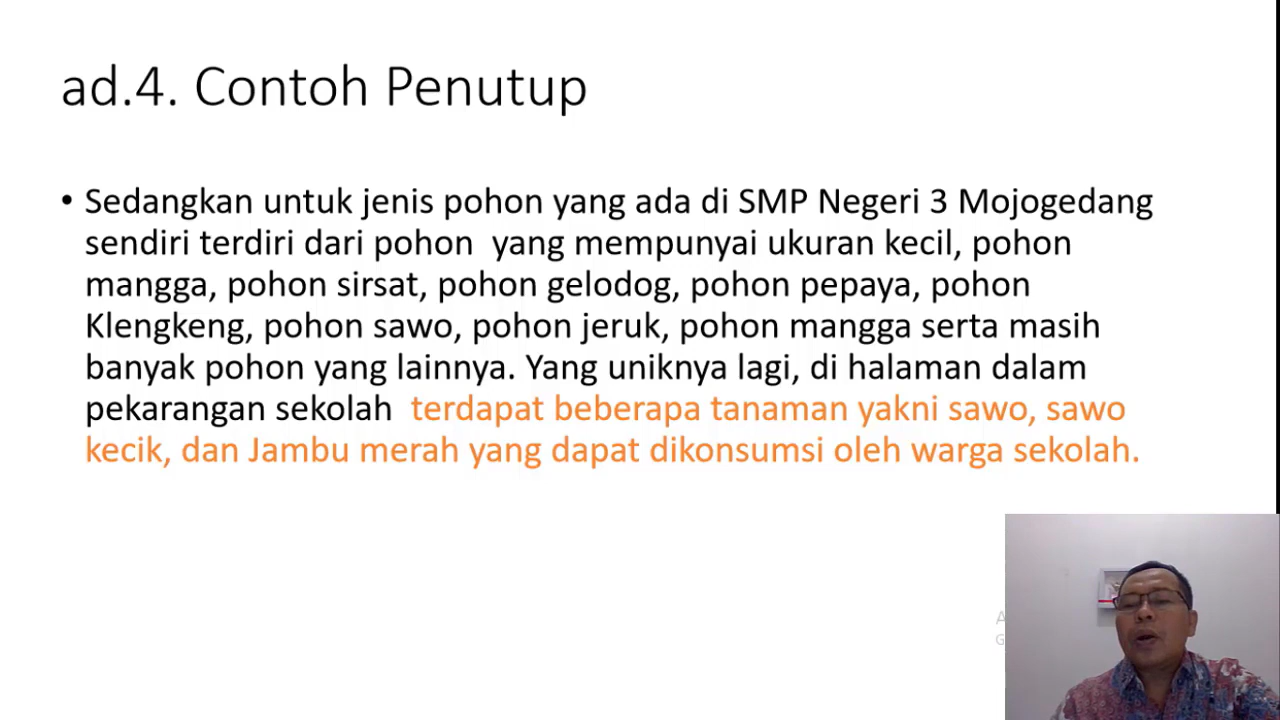 ad.4. Contoh Penutup
• Sedangkan untuk jenis pohon yang ada di SMP Negeri 3 Mojogedang
sendiri terdiri dari pohon yang mempunyai ukuran kecil, pohon
mangga, pohon sirsat, pohon gelodog, pohon pepaya, pohon
Klengkeng, pohon sawo, pohon jeruk, pohon mangga serta masih
banyak pohon yang lainnya. Yang uniknya lagi, di halaman dalam
pekarangan sekolah terdapat beberapa tanaman yakni sawo, sawo
kecik, dan Jambu merah yang dapat dikonsumsi oleh warga sekolah.